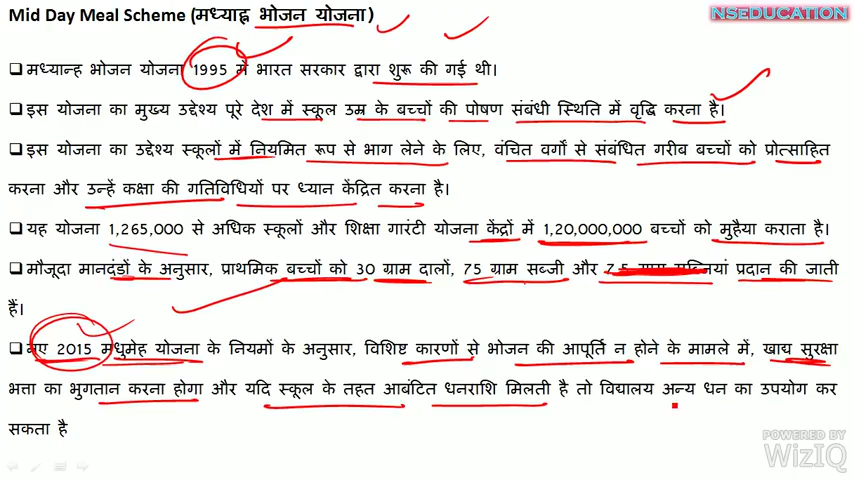 Mid Day Meal Scheme (मध्याह्न भोजन योजना)
NSEDUCATION
❑मध्यान्ह भोजन योजना 1995 में भारत सरकार द्वारा शुरू की गई थी।
❑इस योजना का मुख्य उद्देश्य पूरे देश में स्कूल उम्र के बच्चों की पोषण संबंधी स्थिति में वृद्धि करना है।
❑इस योजना का उद्देश्य स्कूलों में नियमित रूप से भाग लेने के लिए, वंचित वर्गों से संबंधित गरीब बच्चों को प्रोत्साहित
करना और उन्हें कक्षा की गतिविधियों पर ध्यान केंद्रित करना है।
❑यह योजना 1,265,000 से अधिक स्कूलों और शिक्षा गारंटी योजना केंद्रों में 1,20,000,000 बच्चों को मुहैया कराता है।
❑मौजूदा मानदंडों के अनुसार, प्राथमिक बच्चों को 30 ग्राम दालों, 75 ग्राम सब्जी और प्रदान की जाती
हैं।
❑नए 2015 मधुमेह योजना के नियमों के अनुसार, विशिष्ट कारणों से भोजन की आपूर्ति न होने के मामले में, खाद्य सुरक्षा
भत्ता का भुगतान करना होगा और यदि स्कूल के तहत आबंटित धनराशि मिलती है तो विद्यालय अन्य धन का उपयोग कर
सकता है
POWERED BY
WizIQ